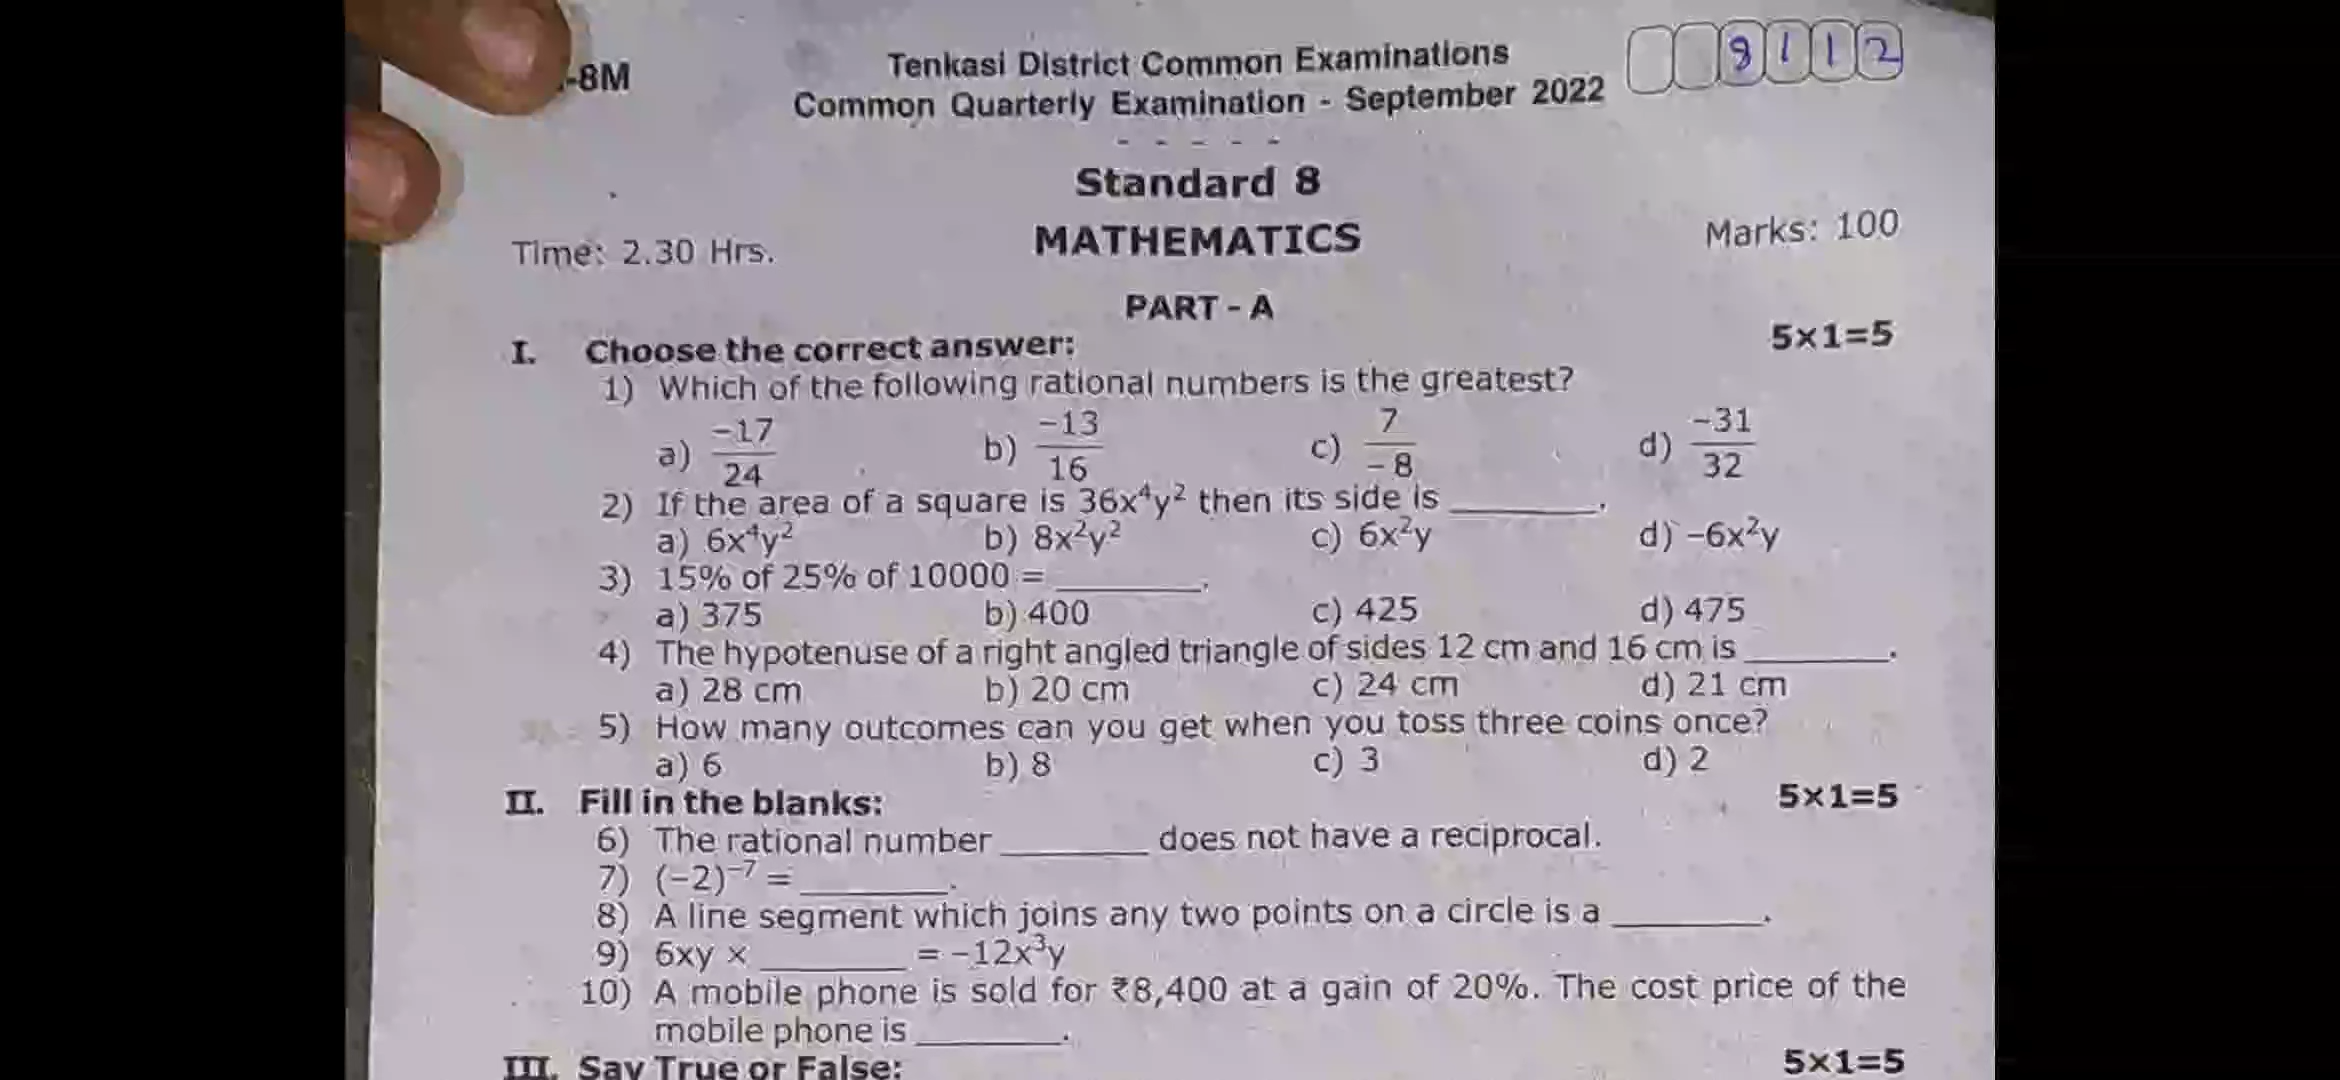 -8M
Tenkasi District Common Examinations
8112
Common Quarterly Examination - September 2022
- - - - -
Standard 8
Time: 2.30 Hrs.
MATHEMATICS
Marks: 100
PART - A
I. Choose the correct answer: 5×1=5
1) Which of the following rational numbers is the greatest?
a) -17/24 b) -13/16 c) 7/-8 d) -31/32
2) If the area of a square is 36x⁴y² then its side is ________.
a) 6x⁴y² b) 8x²y² c) 6x²y d) -6x²y
3) 15% of 25% of 10000 = ________.
a) 375 b) 400 c) 425 d) 475
4) The hypotenuse of a right angled triangle of sides 12 cm and 16 cm is ________.
a) 28 cm b) 20 cm c) 24 cm d) 21 cm
5) How many outcomes can you get when you toss three coins once?
a) 6 b) 8 c) 3 d) 2
II. Fill in the blanks: 5×1=5
6) The rational number ________ does not have a reciprocal.
7) (-2)⁻⁷ = ________.
8) A line segment which joins any two points on a circle is a ________.
9) 6xy × ________ = -12x³y
10) A mobile phone is sold for ₹8,400 at a gain of 20%. The cost price of the
mobile phone is ________.
III. Say True or False: 5×1=5